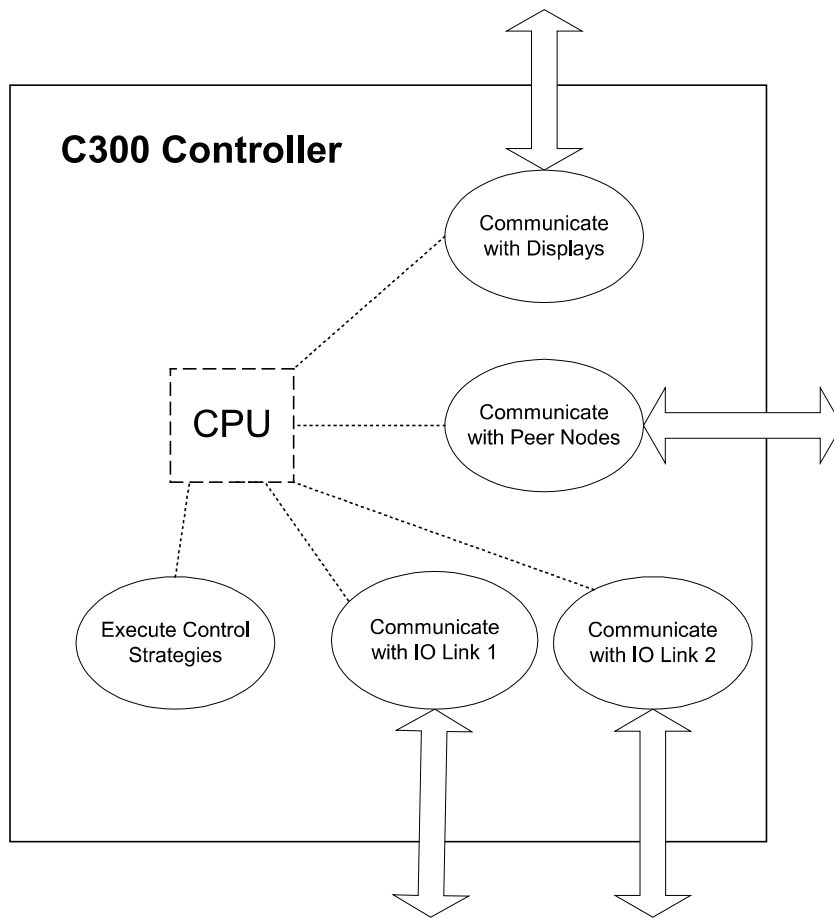 C300 Controller
Communicate
with Displays
CPU
Communicate
with Peer Nodes
Execute Control
Strategies
Communicate
with IO Link 1
Communicate
with IO Link 2